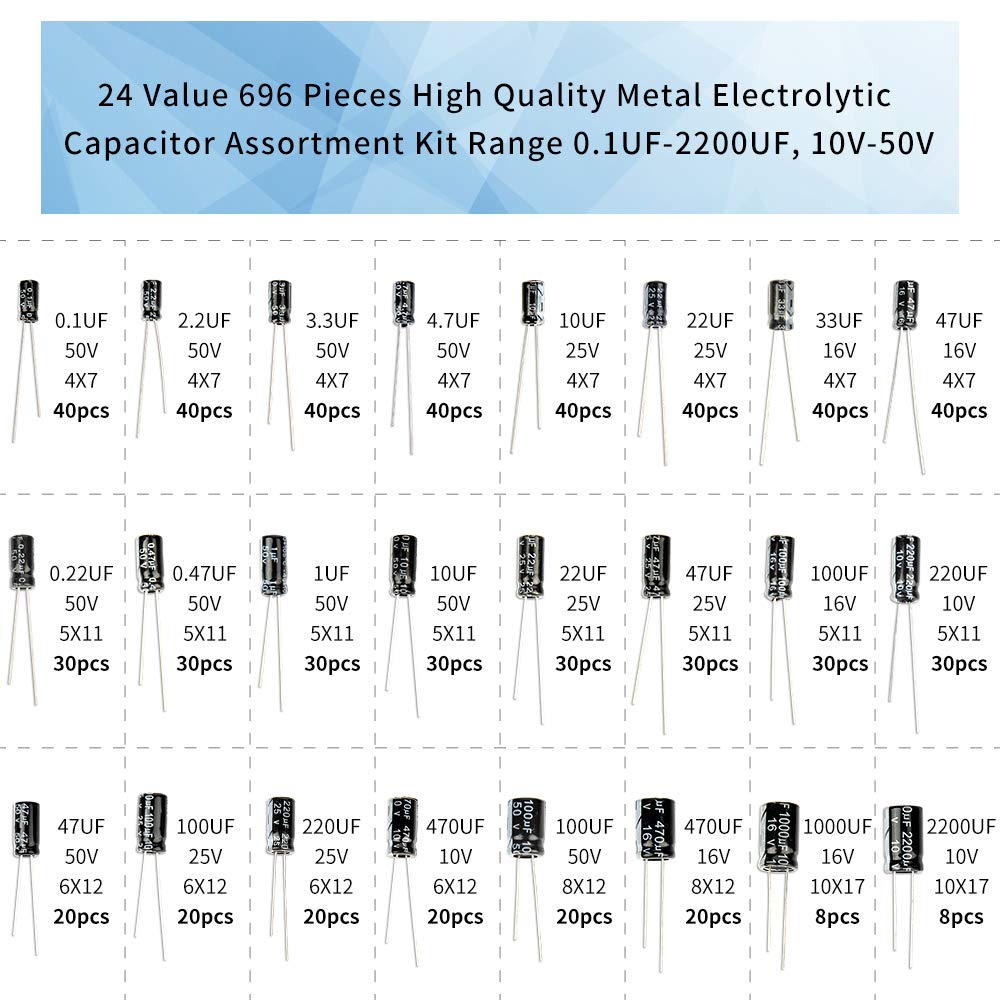 24 Value 696 Pieces High Quality Metal Electrolytic
Capacitor Assortment Kit Range 0.1UF-2200UF, 10V-50V
0.1UF
50V
4X7
40pcs
2.2UF
50V
4X7
40pcs
3.3UF
50V
4X7
40pcs
4.7UF
50V
4X7
40pcs
10UF
25V
4X7
40pcs
22UF
25V
4X7
40pcs
33UF
16V
4X7
40pcs
47UF
16V
4X7
40pcs
0.22UF
50V
5X11
30pcs
0.47UF
50V
5X11
30pcs
1UF
50V
5X11
30pcs
10UF
50V
5X11
30pcs
22UF
25V
5X11
30pcs
47UF
25V
5X11
30pcs
100UF
16V
5X11
30pcs
220UF
10V
5X11
30pcs
47UF
50V
6X12
20pcs
100UF
25V
6X12
20pcs
220UF
25V
6X12
20pcs
470UF
10V
6X12
20pcs
100UF
50V
8X12
20pcs
470UF
16V
8X12
20pcs
1000UF
16V
10X17
8pcs
2200UF
10V
10X17
8pcs